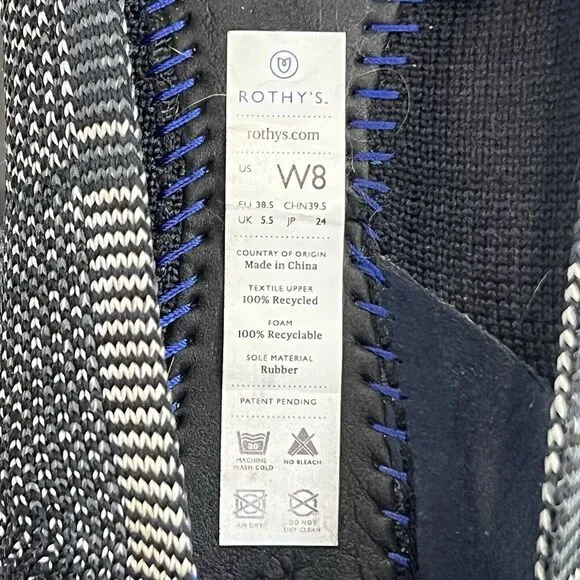 ROTHY'S™
rothys.com
US W8
EU 38.5 CHN39.5
UK 5.5 JP 24
COUNTRY OF ORIGIN
Made in China
TEXTILE UPPER
100% Recycled
FOAM
100% Recyclable
SOLE MATERIAL
Rubber
PATENT PENDING
30
MACHINE WASH COLD
NO BLEACH
AIR DRY
DO NOT DRY CLEAN